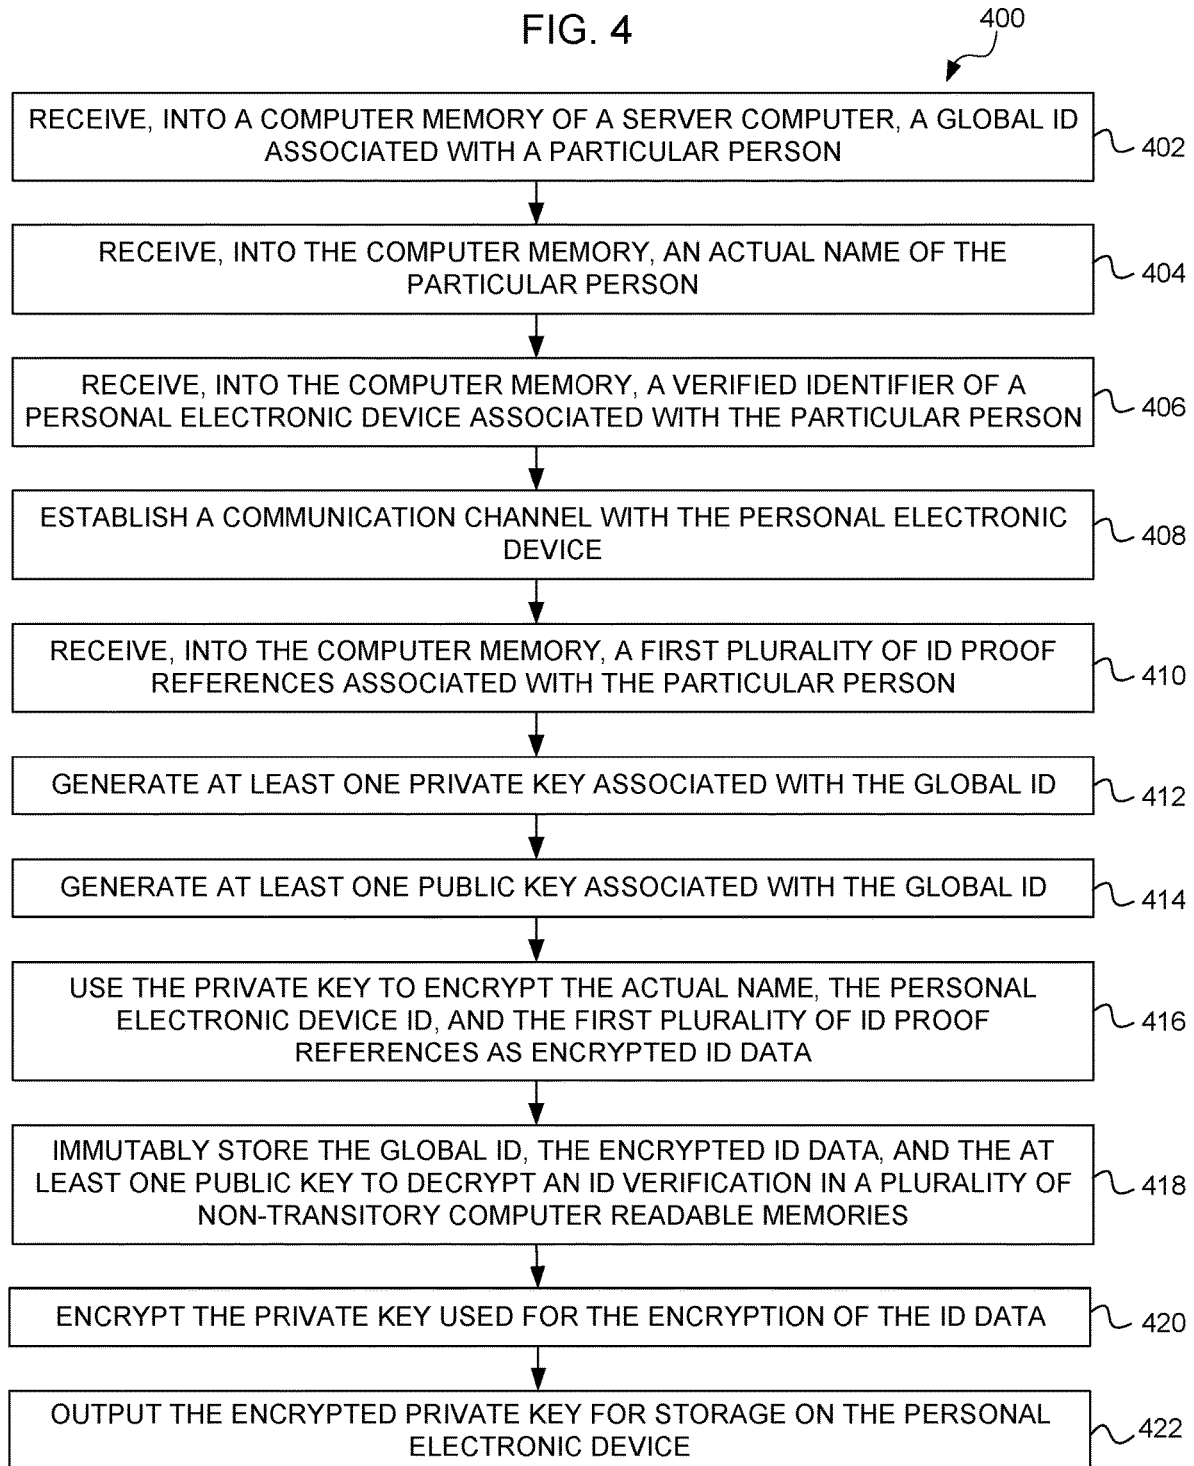 FIG. 4
400
RECEIVE, INTO A COMPUTER MEMORY OF A SERVER COMPUTER, A GLOBAL ID
ASSOCIATED WITH A PARTICULAR PERSON
402
RECEIVE, INTO THE COMPUTER MEMORY, AN ACTUAL NAME OF THE
PARTICULAR PERSON
404
RECEIVE, INTO THE COMPUTER MEMORY, A VERIFIED IDENTIFIER OF A
PERSONAL ELECTRONIC DEVICE ASSOCIATED WITH THE PARTICULAR PERSON
406
ESTABLISH A COMMUNICATION CHANNEL WITH THE PERSONAL ELECTRONIC
DEVICE
408
RECEIVE, INTO THE COMPUTER MEMORY, A FIRST PLURALITY OF ID PROOF
REFERENCES ASSOCIATED WITH THE PARTICULAR PERSON
410
GENERATE AT LEAST ONE PRIVATE KEY ASSOCIATED WITH THE GLOBAL ID
412
GENERATE AT LEAST ONE PUBLIC KEY ASSOCIATED WITH THE GLOBAL ID
414
USE THE PRIVATE KEY TO ENCRYPT THE ACTUAL NAME, THE PERSONAL
ELECTRONIC DEVICE ID, AND THE FIRST PLURALITY OF ID PROOF
REFERENCES AS ENCRYPTED ID DATA
416
IMMUTABLY STORE THE GLOBAL ID, THE ENCRYPTED ID DATA, AND THE AT
LEAST ONE PUBLIC KEY TO DECRYPT AN ID VERIFICATION IN A PLURALITY OF
NON-TRANSITORY COMPUTER READABLE MEMORIES
418
ENCRYPT THE PRIVATE KEY USED FOR THE ENCRYPTION OF THE ID DATA
420
OUTPUT THE ENCRYPTED PRIVATE KEY FOR STORAGE ON THE PERSONAL
ELECTRONIC DEVICE
422